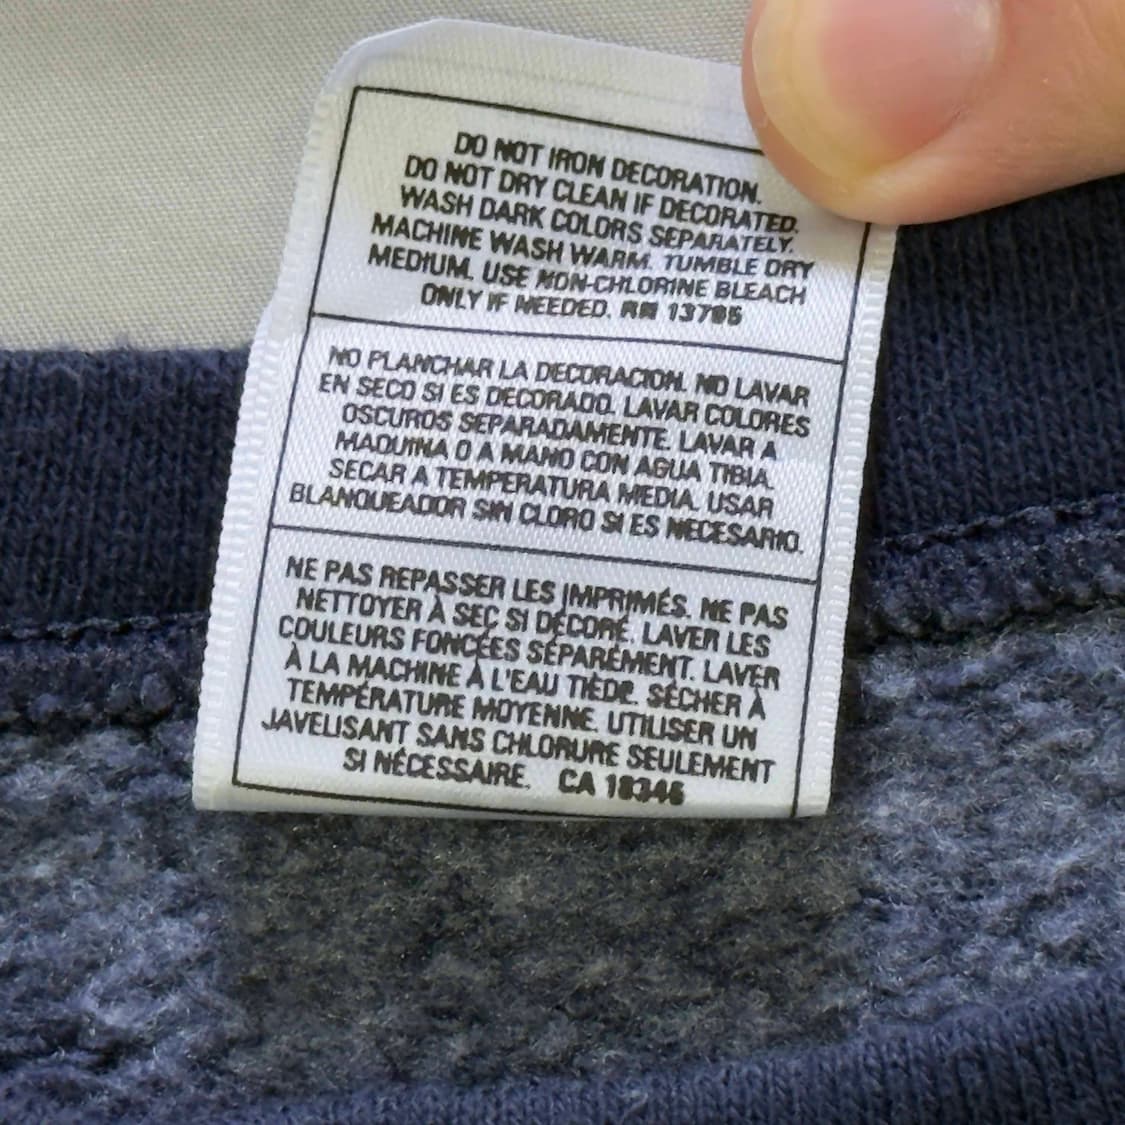 DO NOT IRON DECORATION.
DO NOT DRY CLEAN IF DECORATED.
WASH DARK COLORS SEPARATELY.
MACHINE WASH WARM. TUMBLE DRY
MEDIUM. USE NON-CHLORINE BLEACH
ONLY IF NEEDED. RN 13765
NO PLANCHAR LA DECORACION. NO LAVAR
EN SECO SI ES DECORADO. LAVAR COLORES
OSCUROS SEPARADAMENTE. LAVAR A
MAQUINA O A MANO CON AGUA TIBIA.
SECAR A TEMPERATURA MEDIA. USAR
BLANQUEADOR SIN CLORO SI ES NECESARIO.
NE PAS REPASSER LES IMPRIMÉS. NE PAS
NETTOYER À SEC SI DÉCORÉ. LAVER LES
COULEURS FONCÉES SÉPARÉMENT. LAVER
À LA MACHINE À L'EAU TIÈDE. SÉCHER À
TEMPÉRATURE MOYENNE. UTILISER UN
JAVELISANT SANS CHLORURE SEULEMENT
SI NÉCESSAIRE. CA 18346